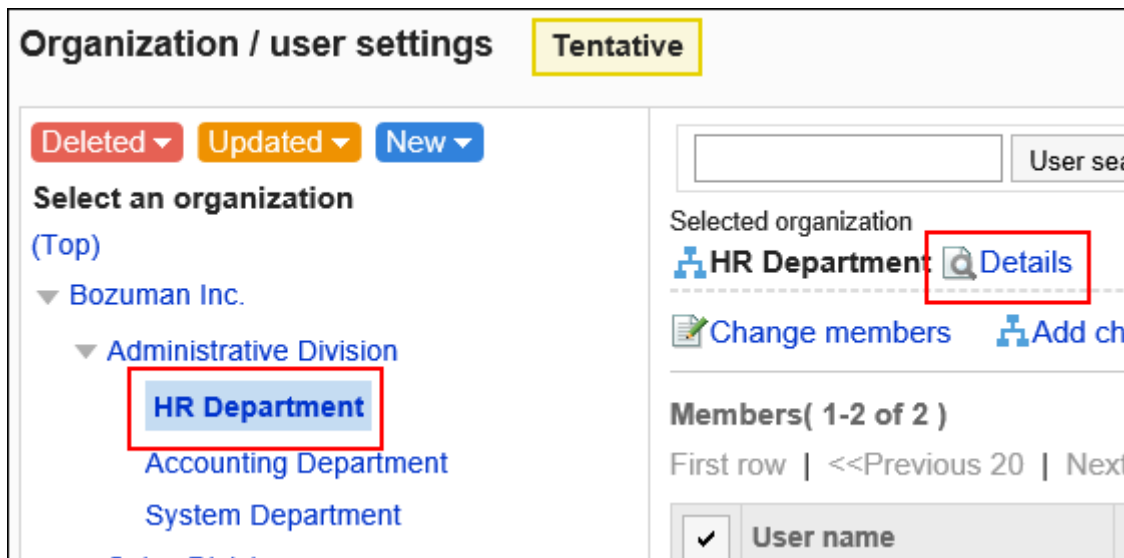 Organization / user settings Tentative
Deleted Updated New
Select an organization
(Top)
Bozuman Inc.
Administrative Division
HR Department
Accounting Department
System Department
User
Selected organization
HR Department Details
Change members Add
Members( 1-2 of 2 )
First row | <<Previous 20 |
User name